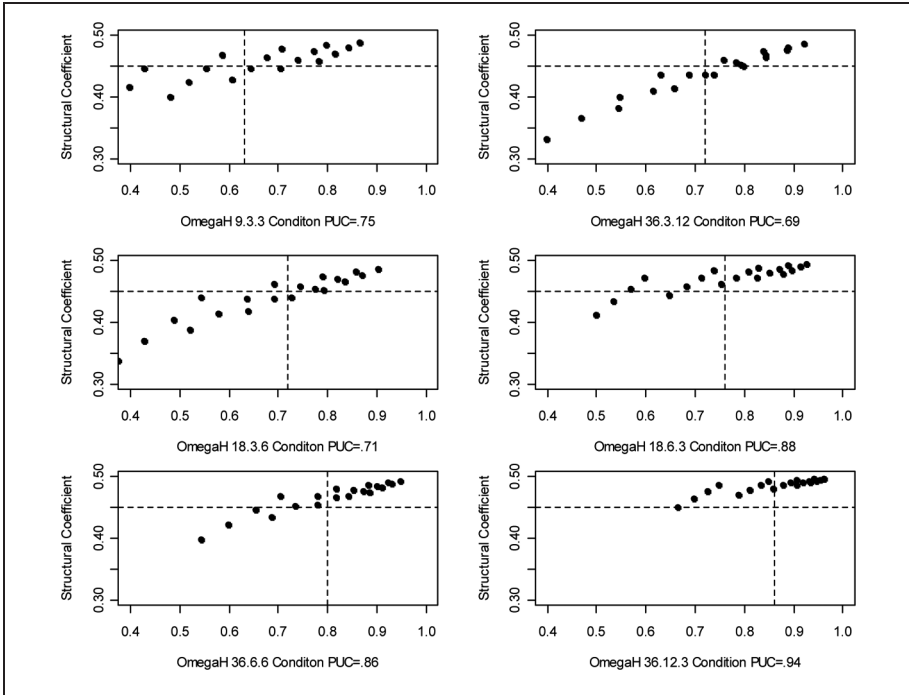 Structural Coefficient
0.50
0.40
0.30
0.4 0.5 0.6 0.7 0.8 0.9 1.0
OmegaH 9.3.3 Conditon PUC=.75
Structural Coefficient
0.50
0.40
0.30
0.4 0.5 0.6 0.7 0.8 0.9 1.0
OmegaH 36.3.12 Conditon PUC=.69
Structural Coefficient
0.50
0.40
0.30
0.4 0.5 0.6 0.7 0.8 0.9 1.0
OmegaH 18.3.6 Conditon PUC=.71
Structural Coefficient
0.50
0.40
0.30
0.4 0.5 0.6 0.7 0.8 0.9 1.0
OmegaH 18.6.3 Conditon PUC=.88
Structural Coefficient
0.50
0.40
0.30
0.4 0.5 0.6 0.7 0.8 0.9 1.0
OmegaH 36.6.6 Conditon PUC=.86
Structural Coefficient
0.50
0.40
0.30
0.4 0.5 0.6 0.7 0.8 0.9 1.0
OmegaH 36.12.3 Condition PUC=.94